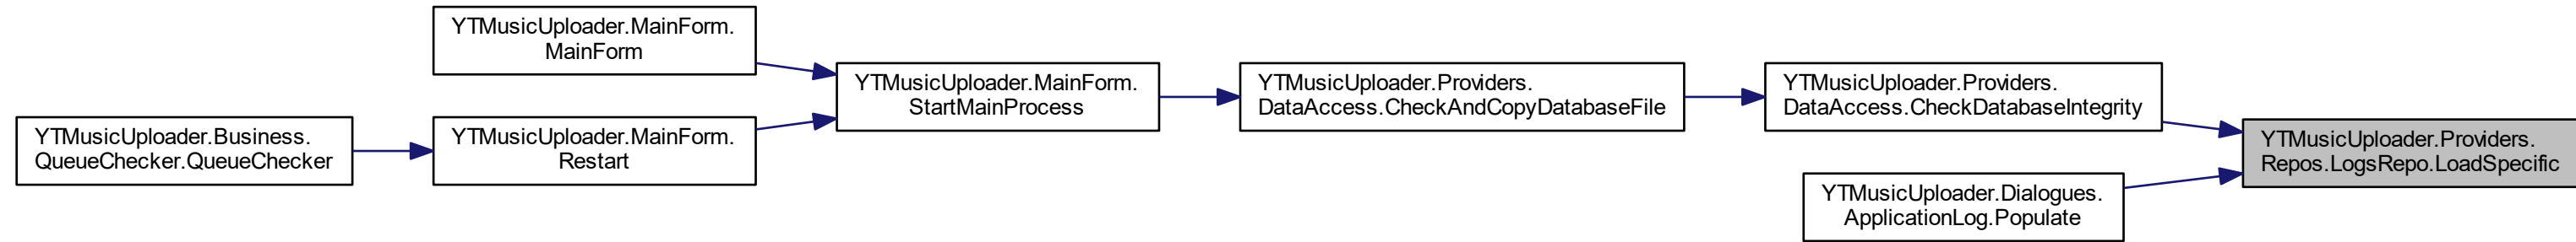 YTMusicUploader.MainForm.
MainForm
YTMusicUploader.Business.
QueueChecker.QueueChecker
YTMusicUploader.MainForm.
Restart
YTMusicUploader.MainForm.
StartMainProcess
YTMusicUploader.Providers.
DataAccess.CheckAndCopyDatabaseFile
YTMusicUploader.Providers.
DataAccess.CheckDatabaseIntegrity
YTMusicUploader.Dialogues.
ApplicationLog.Populate
YTMusicUploader.Providers.
Repos.LogsRepo.LoadSpecific